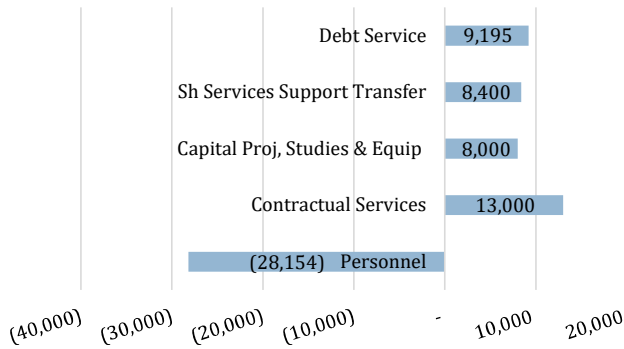 Debt Service 9,195
Sh Services Support Transfer 8,400
Capital Proj, Studies & Equip 8,000
Contractual Services 13,000
(28,154) Personnel
(40,000) (30,000) (20,000) (10,000) - 10,000 20,000